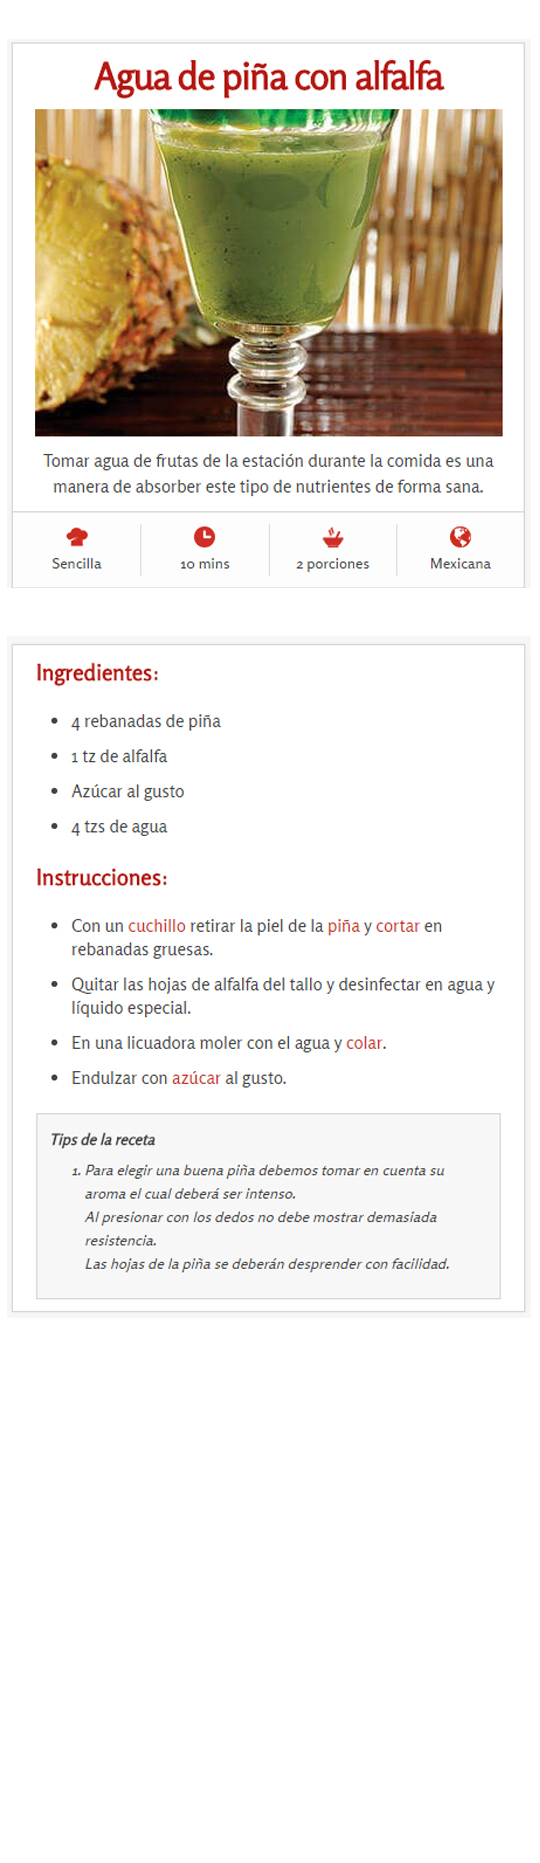 Agua de piña con alfalfa
Tomar agua de frutas de la estación durante la comida es una
manera de absorber este tipo de nutrientes de forma sana.
Sencilla
10 mins
2 porciones
Mexicana
Ingredientes:
• 4 rebanadas de piña
• 1 tz de alfalfa
• Azúcar al gusto
• 4 tzs de agua
Instrucciones:
• Con un cuchillo retirar la piel de la piña y cortar en
rebanadas gruesas.
• Quitar las hojas de alfalfa del tallo y desinfectar en agua y
líquido especial.
• En una licuadora moler con el agua y colar.
• Endulzar con azúcar al gusto.
Tips de la receta
1. Para elegir una buena piña debemos tomar en cuenta su
aroma el cual deberá ser intenso.
Al presionar con los dedos no debe mostrar demasiada
resistencia.
Las hojas de la piña se deberán desprender con facilidad.